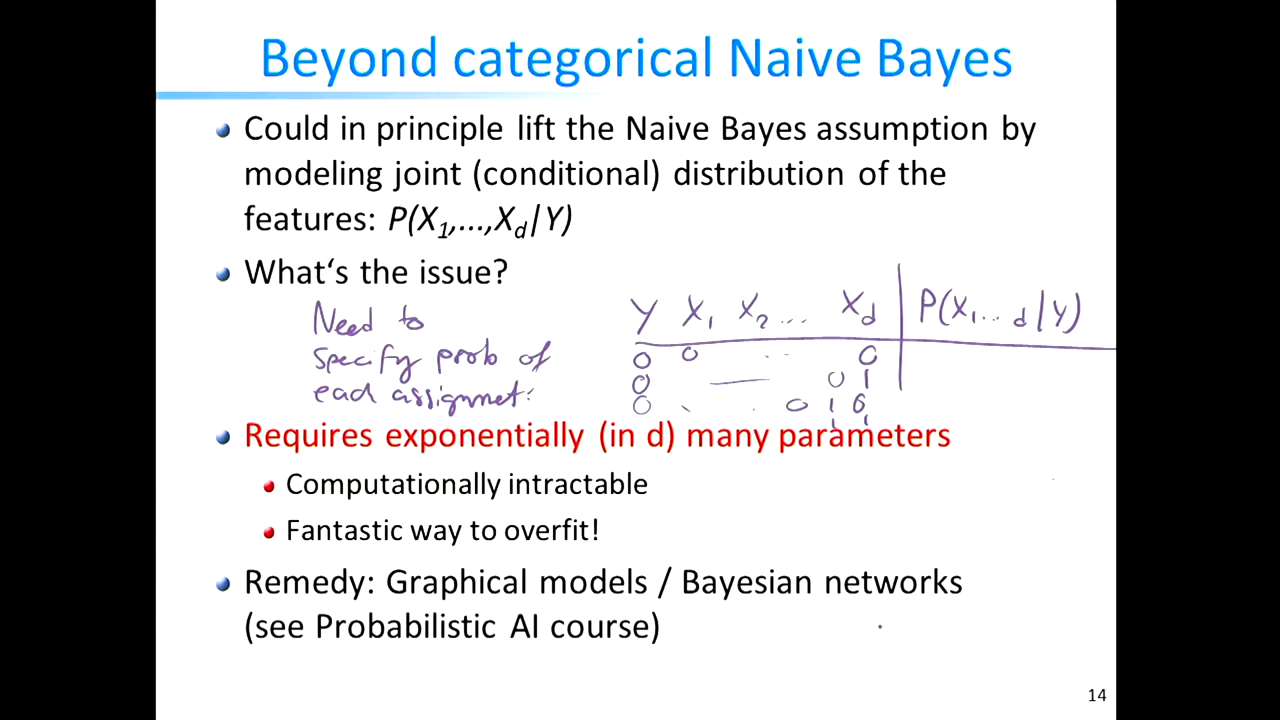 Beyond categorical Naive Bayes
Could in principle lift the Naive Bayes assumption by
modeling joint (conditional) distribution of the
features: P(X1,...,Xd|Y)
What‘s the issue?
Need to
specify prob of
each assignment:
Y X1 X2 ... Xd P(X1...d|Y)
0 0 .. 0
0 — 0 1
0 . . 0 1 0
Requires exponentially (in d) many parameters
Computationally intractable
Fantastic way to overfit!
Remedy: Graphical models / Bayesian networks
(see Probabilistic AI course)
14